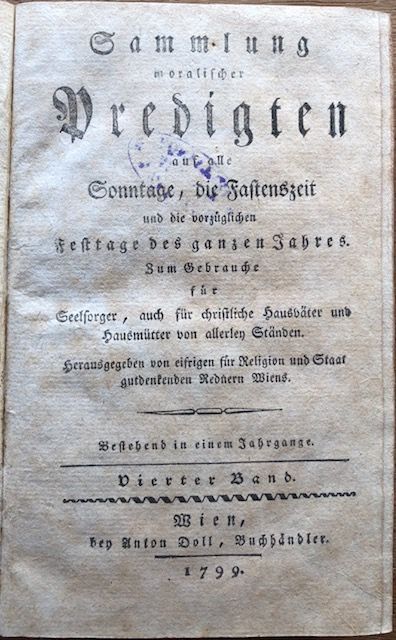 Sammlung
moralischer
Predigten
auf alle
Sonntage, die Fastenszeit
und die vorzüglichen
Festtage des ganzen Jahres.
Zum Gebrauche
für
Seelsorger, auch für christliche Hausväter und
Hausmütter von allerley Ständen.
Herausgegeben von eifrigen für Religion und Staat
gutdenkenden Rednern Wiens.
Bestehend in einem Jahrgange.
Vierter Band.
Wien,
bey Anton Doll, Buchhändler.
1799.